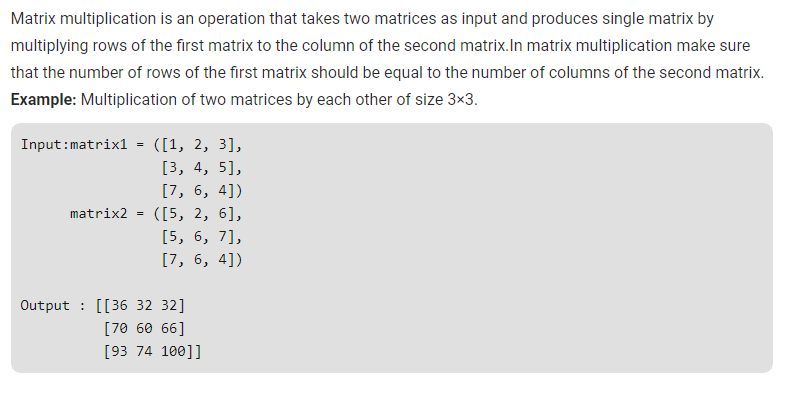 Matrix multiplication is an operation that takes two matrices as input and produces single matrix by
multiplying rows of the first matrix to the column of the second matrix.In matrix multiplication make sure
that the number of rows of the first matrix should be equal to the number of columns of the second matrix.
Example: Multiplication of two matrices by each other of size 3×3.
Input:matrix1 = ([1, 2, 3],
[3, 4, 5],
[7, 6, 4])
matrix2 = ([5, 2, 6],
[5, 6, 7],
[7, 6, 4])
Output : [[36 32 32]
[70 60 66]
[93 74 100]]